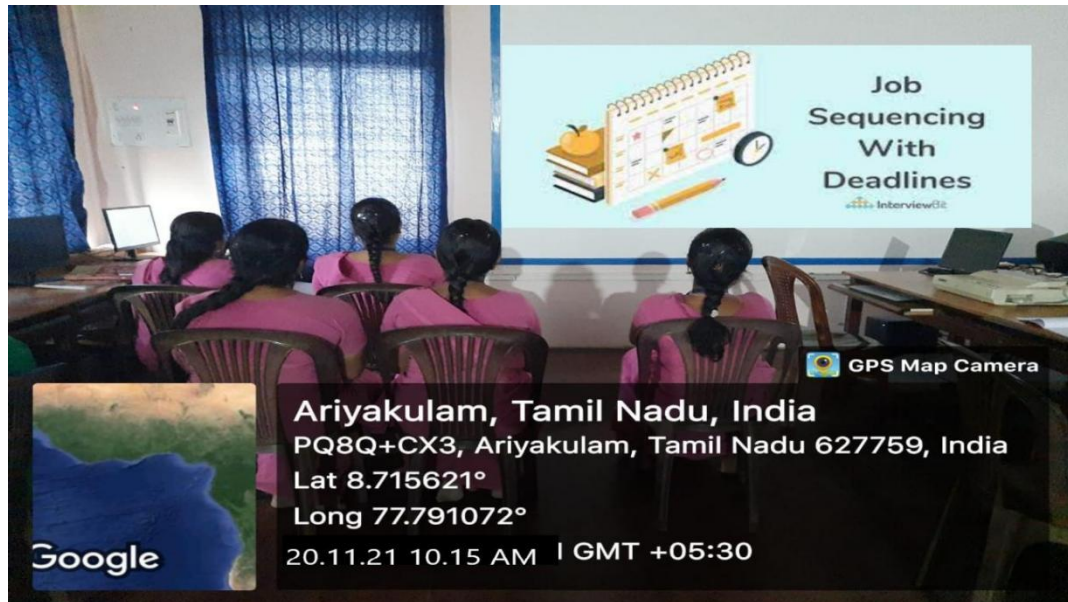 Job
Sequencing
With
Deadlines
InterviewBit
GPS Map Camera
Ariyakulam, Tamil Nadu, India
PQ8Q+CX3, Ariyakulam, Tamil Nadu 627759, India
Lat 8.715621°
Long 77.791072°
20.11.21 10.15 AM I GMT +05:30
Google